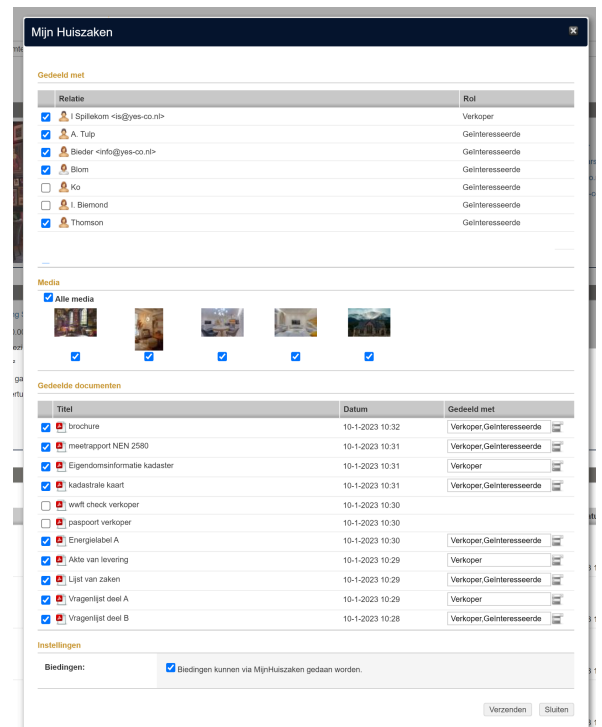 Mijn Huiszaken
Gedeeld met
Relatie Rol
I Spillekom <is@yes-co.nl> Verkoper
A. Tulp Geïnteresseerde
Bieder <info@yes-co.nl> Geïnteresseerde
Blom Geïnteresseerde
Ko Geïnteresseerde
I. Biemond Geïnteresseerde
Thomson Geïnteresseerde
Media
Alle media
Gedeelde documenten
Titel Datum Gedeeld met
brochure 10-1-2023 10:32 Verkoper,Geïnteresseerde
meetrapport NEN 2580 10-1-2023 10:31 Verkoper,Geïnteresseerde
Eigendomsinformatie kadaster 10-1-2023 10:31 Verkoper
kadastrale kaart 10-1-2023 10:31 Verkoper,Geïnteresseerde
wwft check verkoper 10-1-2023 10:30
paspoort verkoper 10-1-2023 10:30
Energielabel A 10-1-2023 10:30 Verkoper,Geïnteresseerde
Akte van levering 10-1-2023 10:29 Verkoper
Lijst van zaken 10-1-2023 10:29 Verkoper,Geïnteresseerde
Vragenlijst deel A 10-1-2023 10:29 Verkoper
Vragenlijst deel B 10-1-2023 10:28 Verkoper,Geïnteresseerde
Instellingen
Biedingen: Biedingen kunnen via MijnHuiszaken gedaan worden.
Verzenden Sluiten